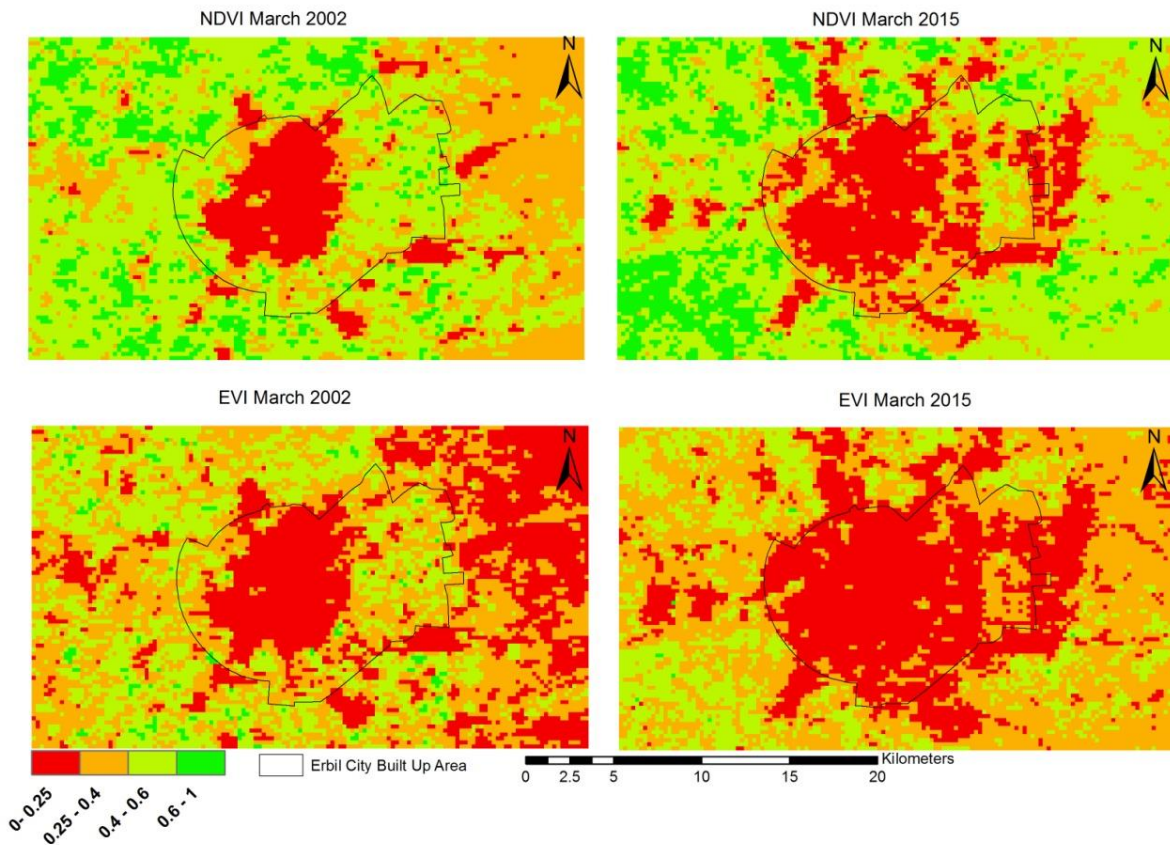 NDVI March 2002
NDVI March 2015
N
N
EVI March 2002
EVI March 2015
N
N
0- 0.25
0.25 - 0.4
0.4 - 0.6
0.6 - 1
Erbil City Built Up Area
Kilometers
0 2.5 5 10 15 20